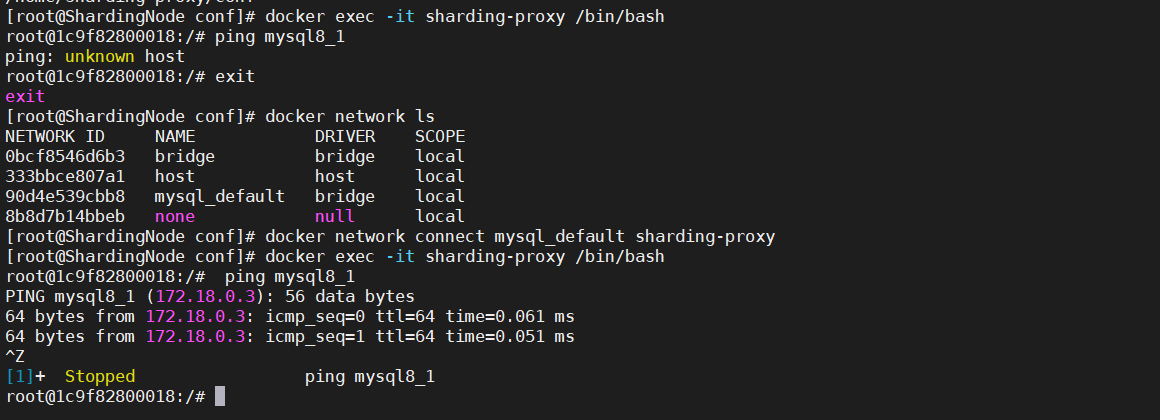 /home/sharding-proxy/conf
[root@ShardingNode conf]# docker exec -it sharding-proxy /bin/bash
root@1c9f82800018:/# ping mysql8_1
ping: unknown host
root@1c9f82800018:/# exit
exit
[root@ShardingNode conf]# docker network ls
NETWORK ID     NAME            DRIVER    SCOPE
0bcf8546d6b3   bridge          bridge    local
333bbce807a1   host            host      local
90d4e539cbb8   mysql_default   bridge    local
8b8d7b14bbeb   none            null      local
[root@ShardingNode conf]# docker network connect mysql_default sharding-proxy
[root@ShardingNode conf]# docker exec -it sharding-proxy /bin/bash
root@1c9f82800018:/#  ping mysql8_1
PING mysql8_1 (172.18.0.3): 56 data bytes
64 bytes from 172.18.0.3: icmp_seq=0 ttl=64 time=0.061 ms
64 bytes from 172.18.0.3: icmp_seq=1 ttl=64 time=0.051 ms
^Z
[1]+  Stopped                 ping mysql8_1
root@1c9f82800018:/#